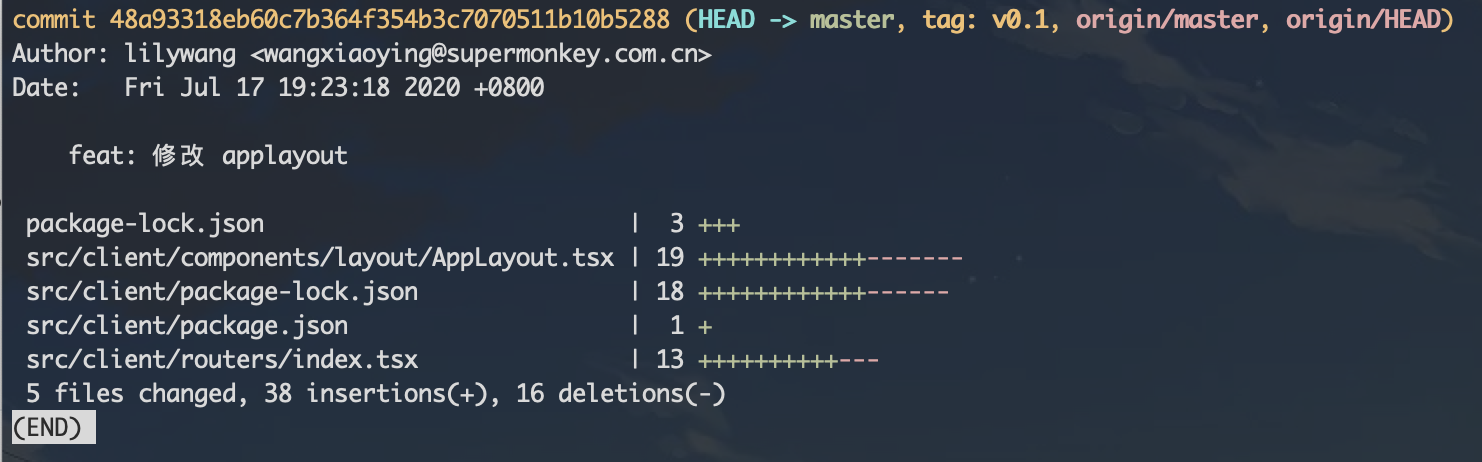 commit 48a93318eb60c7b364f354b3c7070511b10b5288 (HEAD -> master, tag: v0.1, origin/master, origin/HEAD)
Author: lilywang <wangxiaoying@supermonkey.com.cn>
Date:   Fri Jul 17 19:23:18 2020 +0800
    feat: 修改 applayout
 package-lock.json                          |  3 +++
 src/client/components/layout/AppLayout.tsx | 19 ++++++++++++-------
 src/client/package-lock.json               | 18 ++++++++++++------
 src/client/package.json                    |  1 +
 src/client/routers/index.tsx               | 13 ++++++++++---
 5 files changed, 38 insertions(+), 16 deletions(-)
(END)